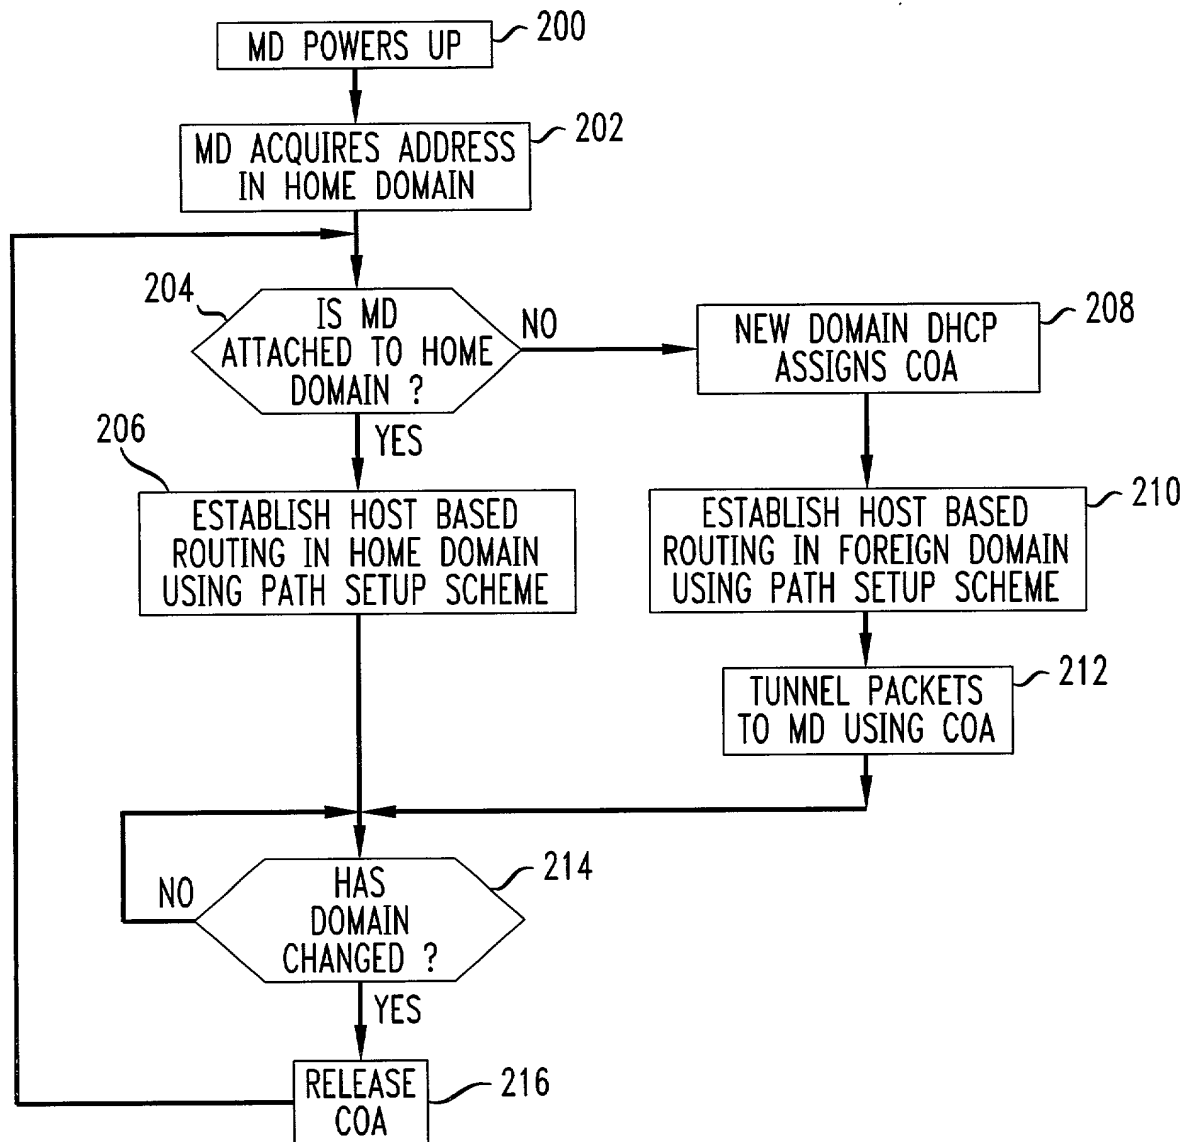 MD POWERS UP
200
MD ACQUIRES ADDRESS
IN HOME DOMAIN
202
204
IS MD
ATTACHED TO HOME
DOMAIN ?
NO
YES
NEW DOMAIN DHCP
ASSIGNS COA
208
206
ESTABLISH HOST BASED
ROUTING IN HOME DOMAIN
USING PATH SETUP SCHEME
ESTABLISH HOST BASED
ROUTING IN FOREIGN DOMAIN
USING PATH SETUP SCHEME
210
TUNNEL PACKETS
TO MD USING COA
212
NO
HAS
DOMAIN
CHANGED ?
214
YES
RELEASE
COA
216